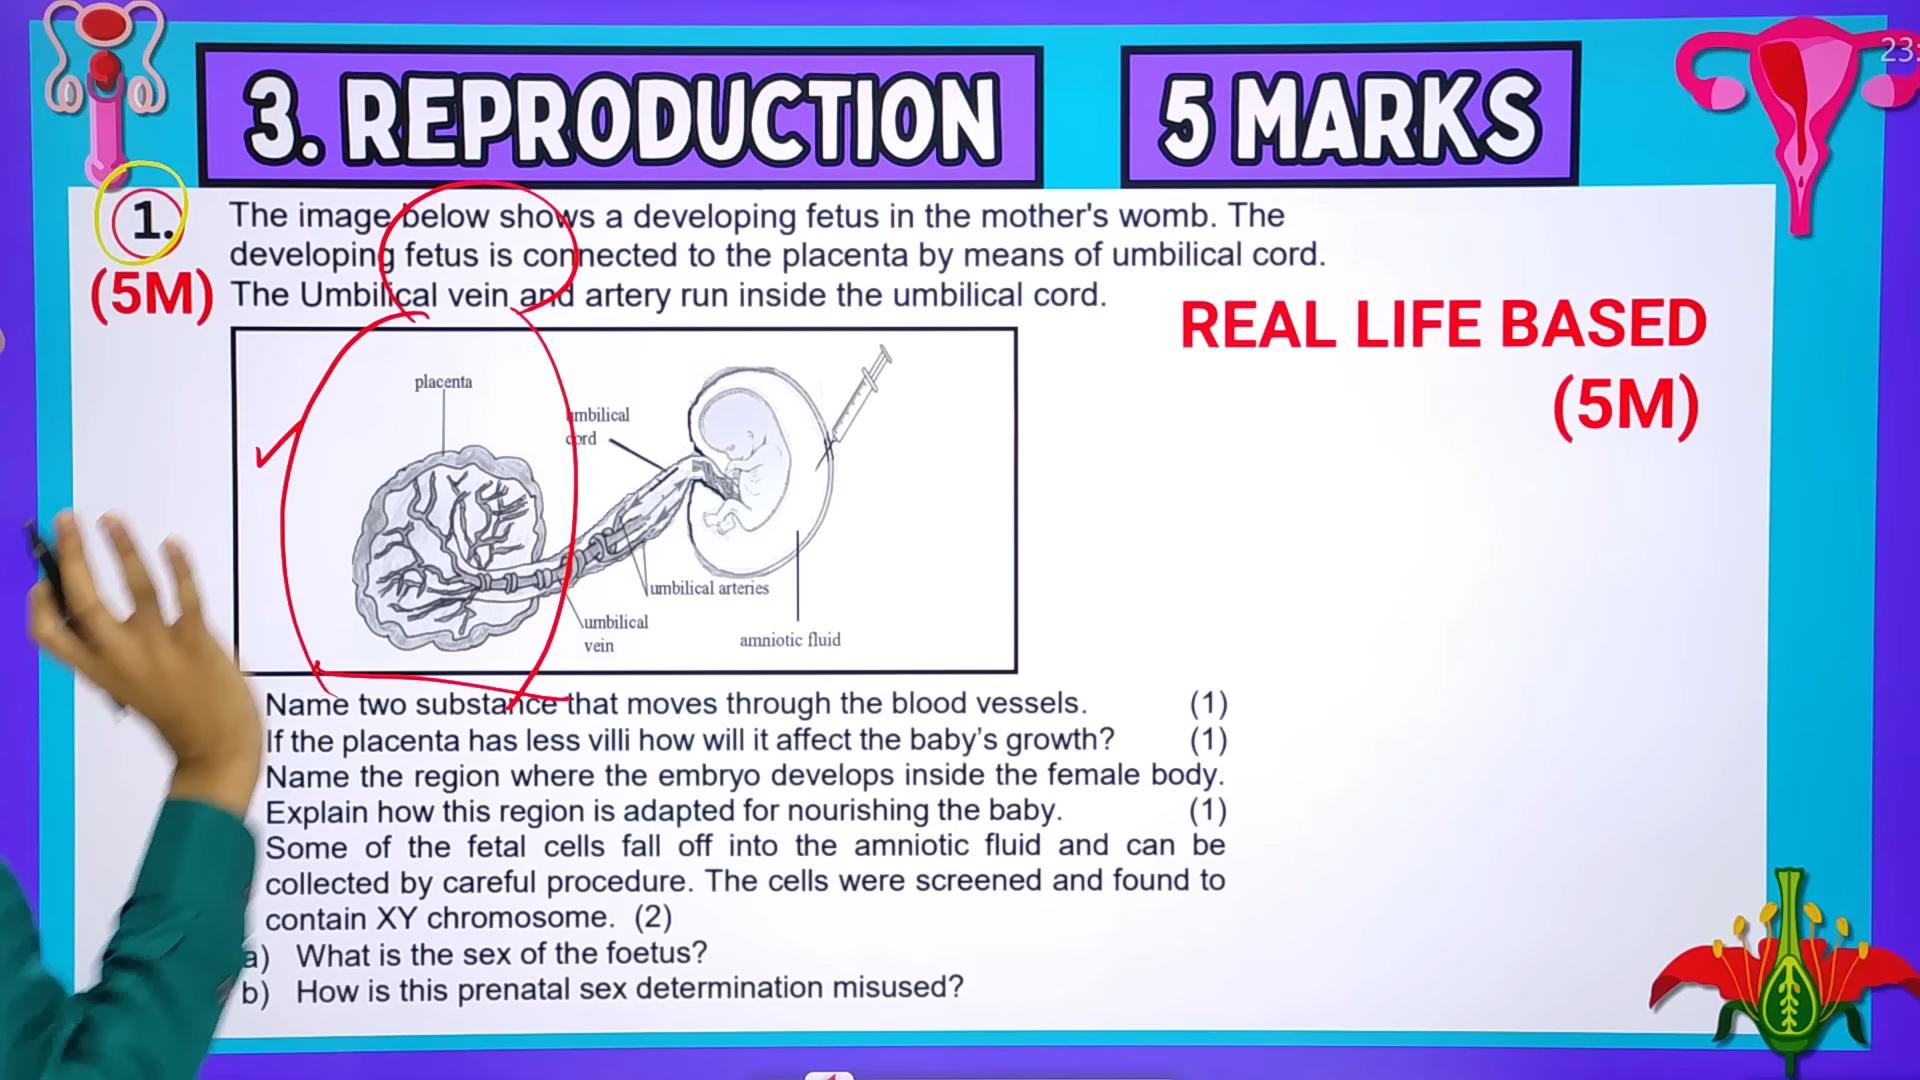 3. REPRODUCTION
5 MARKS
23:
1.
(5M)
The image below shows a developing fetus in the mother's womb. The
developing fetus is connected to the placenta by means of umbilical cord.
The Umbilical vein and artery run inside the umbilical cord.
REAL LIFE BASED
(5M)
placenta
umbilical
cord
umbilical arteries
umbilical
vein
amniotic fluid
Name two substance that moves through the blood vessels. (1)
If the placenta has less villi how will it affect the baby's growth? (1)
Name the region where the embryo develops inside the female body.
Explain how this region is adapted for nourishing the baby. (1)
Some of the fetal cells fall off into the amniotic fluid and can be
collected by careful procedure. The cells were screened and found to
contain XY chromosome. (2)
a) What is the sex of the foetus?
b) How is this prenatal sex determination misused?